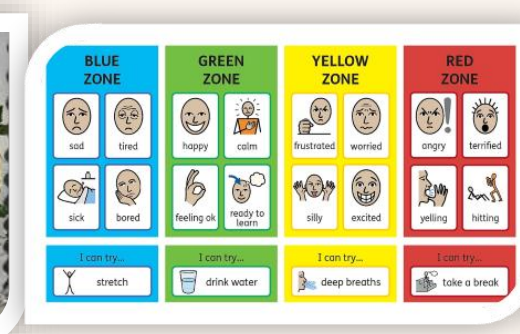 BLUE
ZONE
sad
tired
sick
bored
I can try...
stretch
GREEN
ZONE
happy
calm
feeling ok
ready to
learn
I can try...
drink water
YELLOW
ZONE
frustrated
worried
silly
excited
I can try...
deep breaths
RED
ZONE
angry
terrified
yelling
hitting
I can try...
take a break